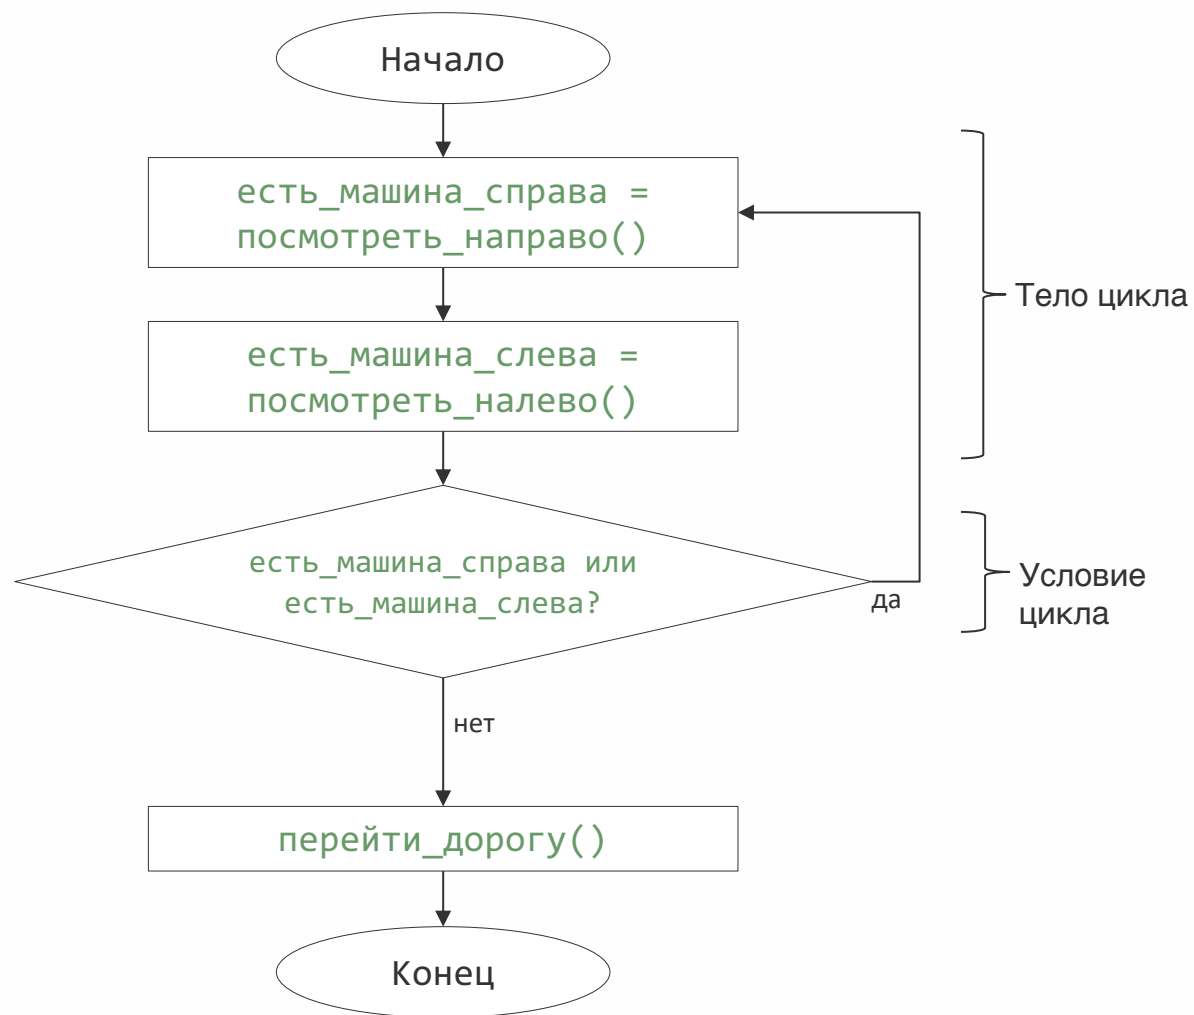 Начало
есть_машина_справа =
посмотреть_направо()
Тело цикла
есть_машина_слева =
посмотреть_налево()
есть_машина_справа или
есть_машина_слева?
да
Условие
цикла
нет
перейти_дорогу()
Конец